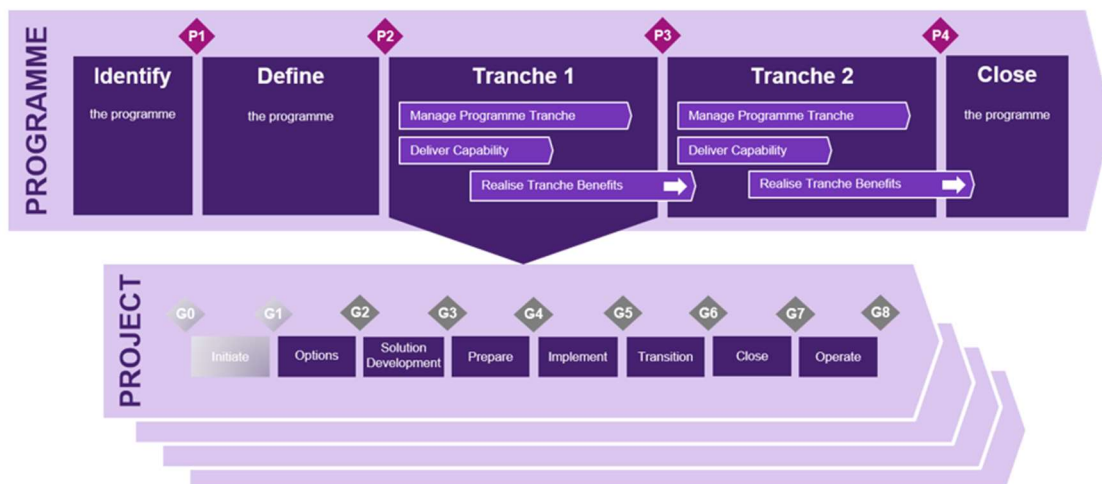 PROGRAMME
P1
P2
P3
P4
Identify
the programme
Define
the programme
Tranche 1
Manage Programme Tranche
Deliver Capability
Realise Tranche Benefits
Tranche 2
Manage Programme Tranche
Deliver Capability
Realise Tranche Benefits
Close
the programme
PROJECT
G0
G1
G2
G3
G4
G5
G6
G7
G8
Initiate
Options
Solution
Development
Prepare
Implement
Transition
Close
Operate